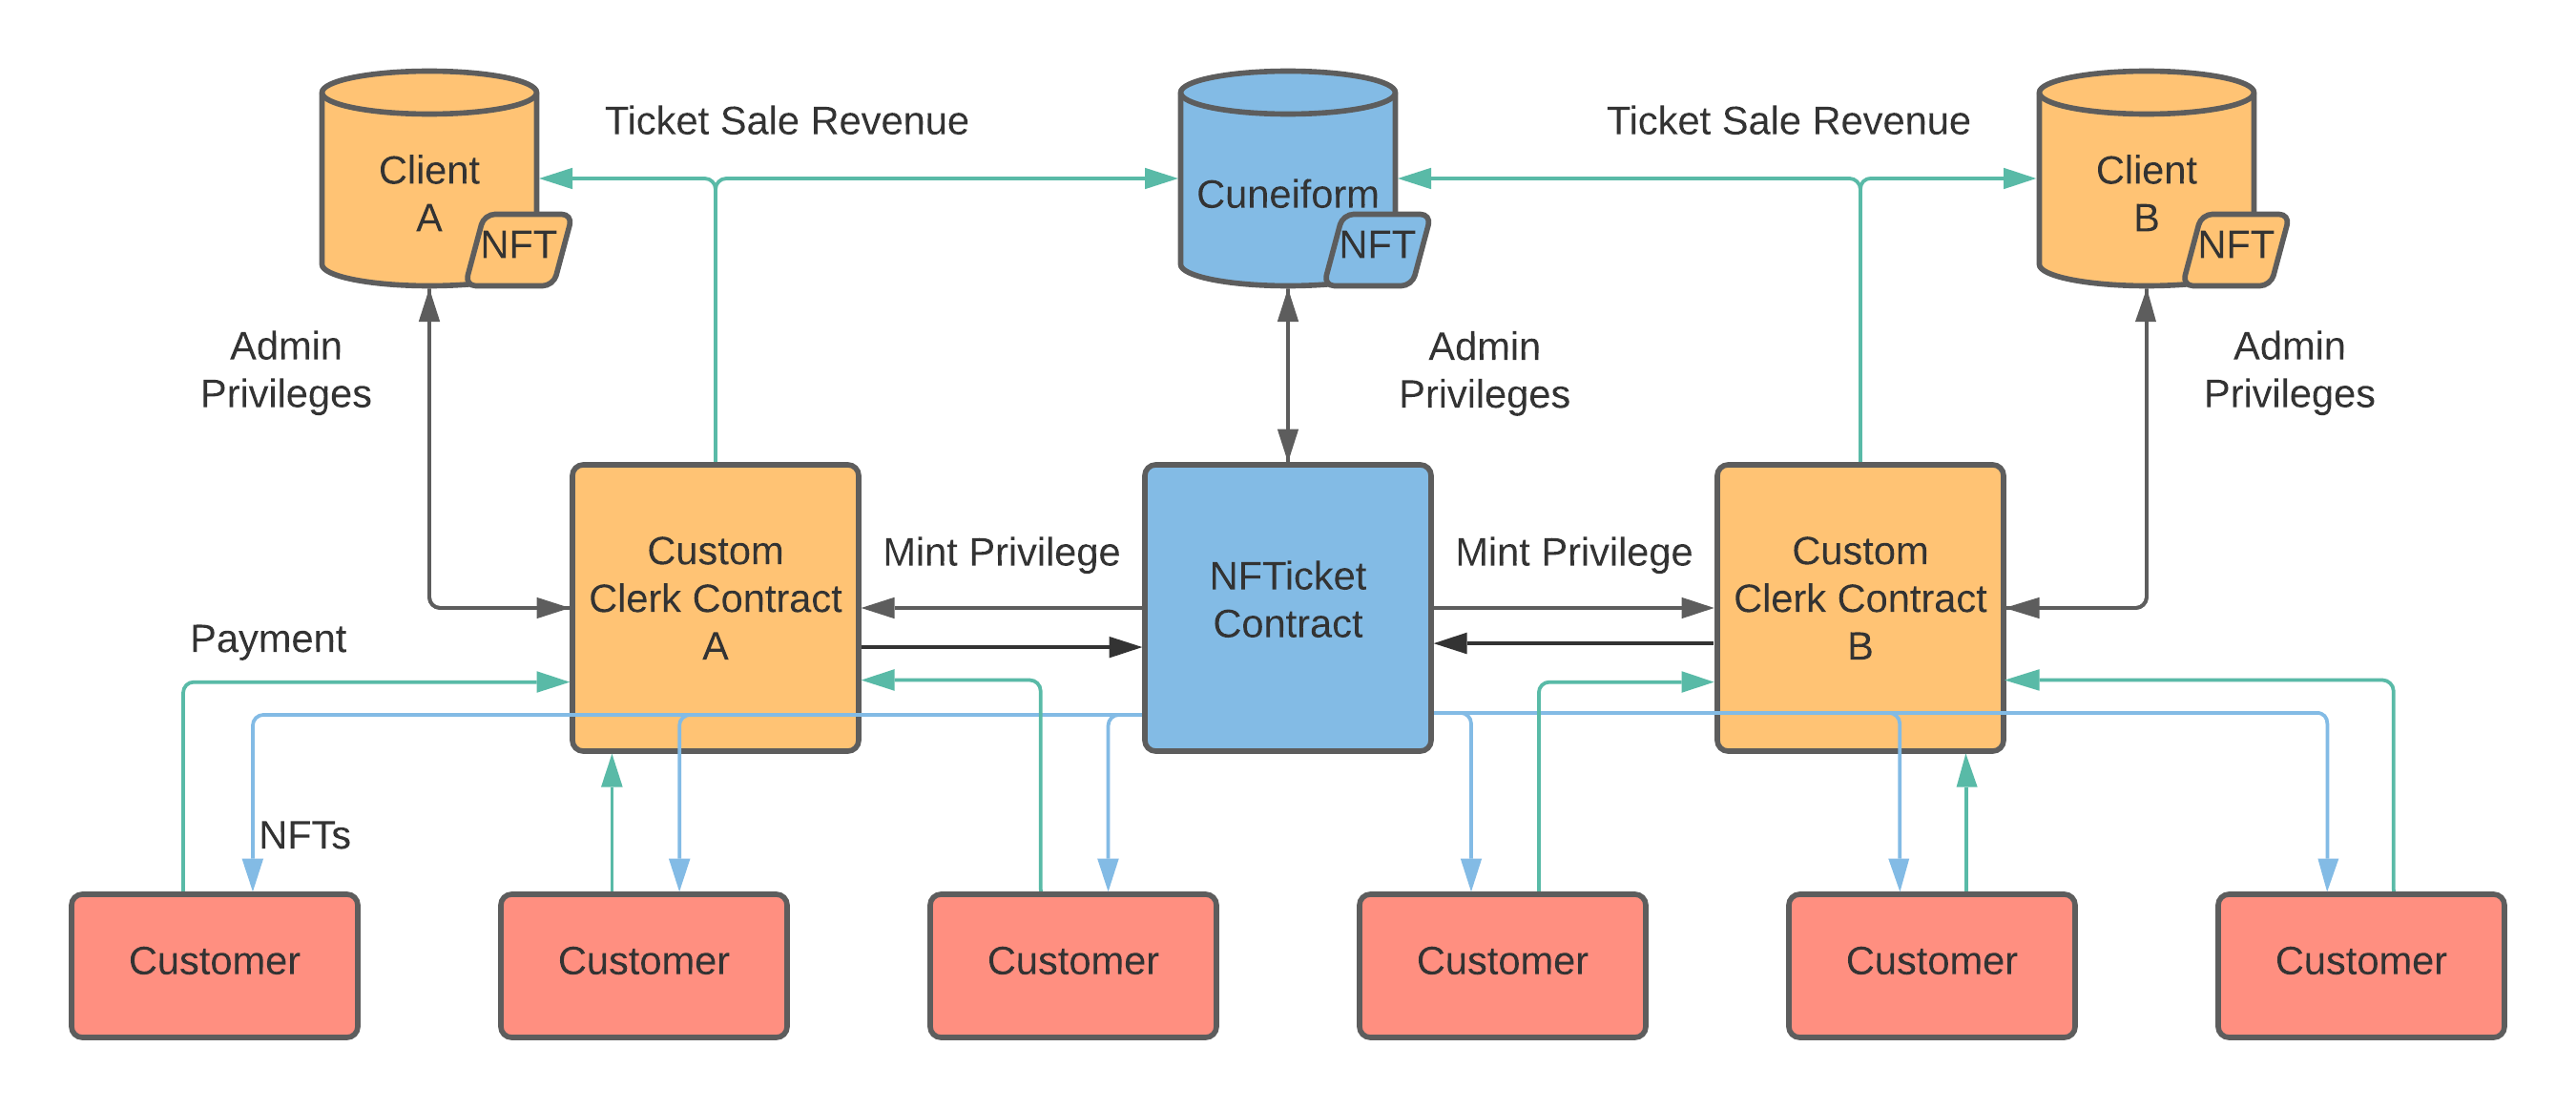 Ticket Sale Revenue
Ticket Sale Revenue
Client
A
NFT
Cuneiform
NFT
Client
B
NFT
Admin
Privileges
Admin
Privileges
Admin
Privileges
Custom
Clerk Contract
A
Mint Privilege
NFTicket
Contract
Mint Privilege
Custom
Clerk Contract
B
Payment
NFTs
Customer
Customer
Customer
Customer
Customer
Customer